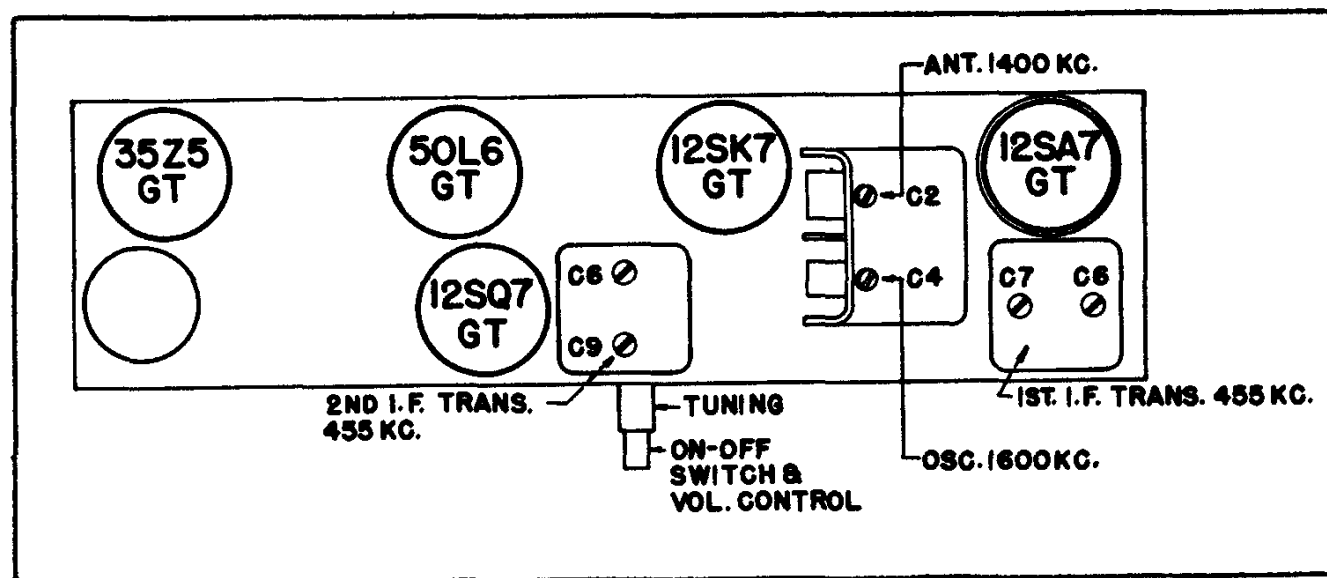 ANT. 1400 KC.
35Z5
GT
50L6
GT
12SK7
GT
12SA7
GT
C2
C4
12SQ7
GT
C6
C9
C7 C6
2ND I.F. TRANS.
455 KC.
TUNING
1ST. I.F. TRANS. 455 KC.
ON-OFF
SWITCH &
VOL. CONTROL
OSC. 1600KC.